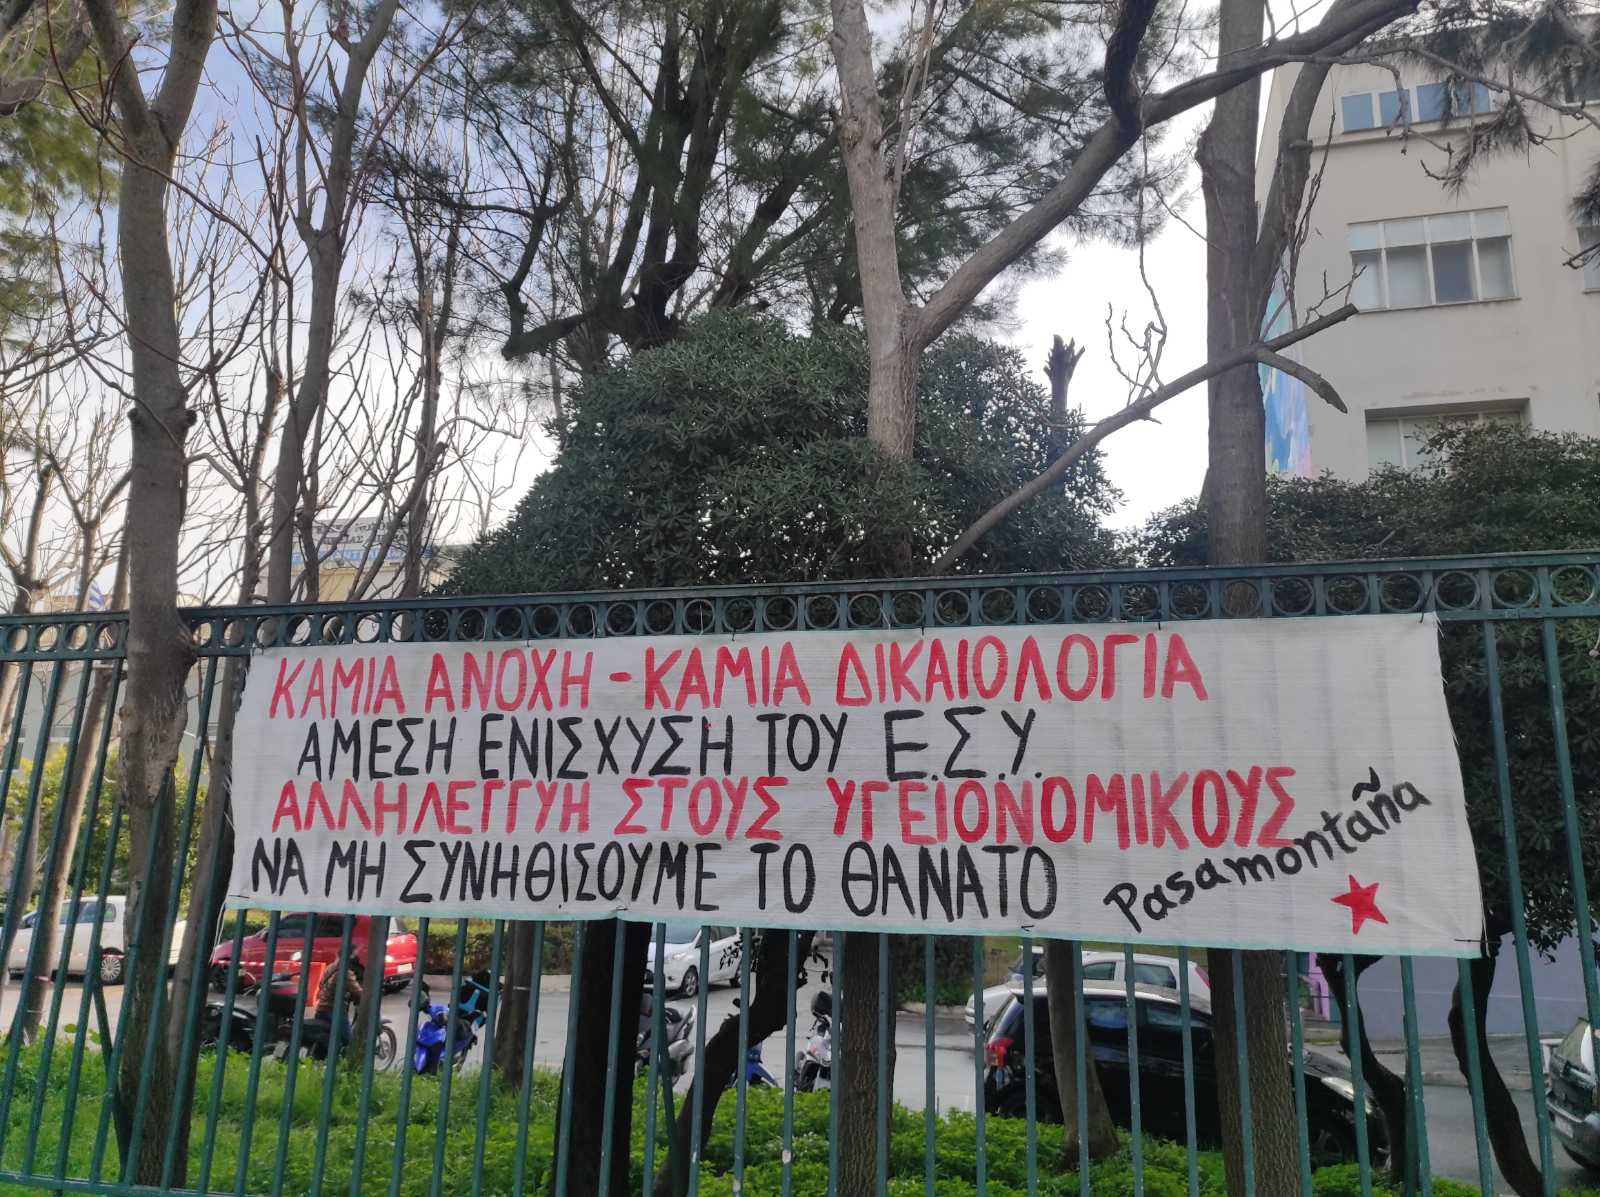 ΚΑΜΙΑ ΑΝΟΧΗ - ΚΑΜΙΑ ΔΙΚΑΙΟΛΟΓΙΑ
ΑΜΕΣΗ ΕΝΙΣΧΥΣΗ ΤΟΥ Ε.Σ.Υ.
ΑΛΛΗΛΕΓΓΥΗ ΣΤΟΥΣ ΥΓΕΙΟΝΟΜΙΚΟΥΣ
ΝΑ ΜΗ ΣΥΝΗΘΙΣΟΥΜΕ ΤΟ ΘΑΝΑΤΟ
Pasamontaña